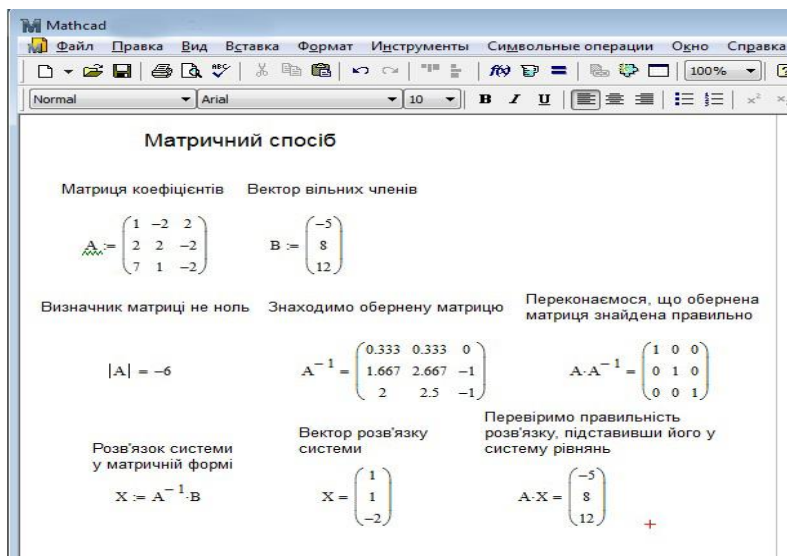 Mathcad
Файл Правка Вид Вставка Формат Инструменты Символьные операции Окно Справка
100%
Normal Arial 10 B I U
Матричний спосіб
Матриця коефіцієнтів Вектор вільних членів
A := (1 −2 2
2 2 −2
7 1 −2)
B := (−5
8
12)
Визначник матриці не ноль
Знаходимо обернену матрицю
Переконаємося, що обернена
матриця знайдена правильно
|A| = −6
A⁻¹ = (0.333 0.333 0
1.667 2.667 −1
2 2.5 −1)
A·A⁻¹ = (1 0 0
0 1 0
0 0 1)
Розв'язок системи
у матричній формі
X := A⁻¹·B
Вектор розв'язку
системи
X = (1
1
−2)
Перевіримо правильність
розв'язку, підставивши його у
систему рівнянь
A·X = (−5
8
12)